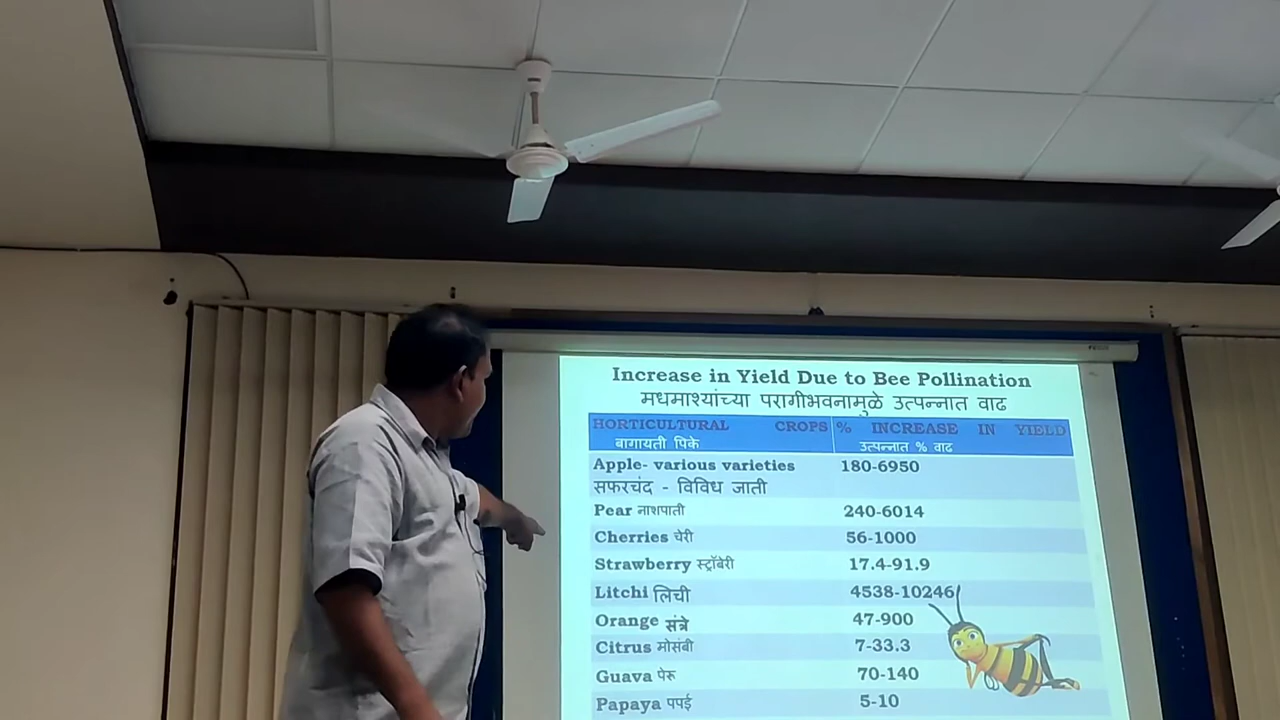 Increase in Yield Due to Bee Pollination
मधमाश्यांच्या परागीभवनामुळे उत्पन्नात वाढ
HORTICULTURAL CROPS % INCREASE IN YIELD
बागायती पिके उत्पन्नात % वाढ
Apple- various varieties 180-6950
सफरचंद - विविध जाती
Pear नाशपाती 240-6014
Cherries चेरी 56-1000
Strawberry स्ट्रॉबेरी 17.4-91.9
Litchi लिची 4538-10246
Orange संत्रे 47-900
Citrus मोसंबी 7-33.3
Guava पेरू 70-140
Papaya पपई 5-10